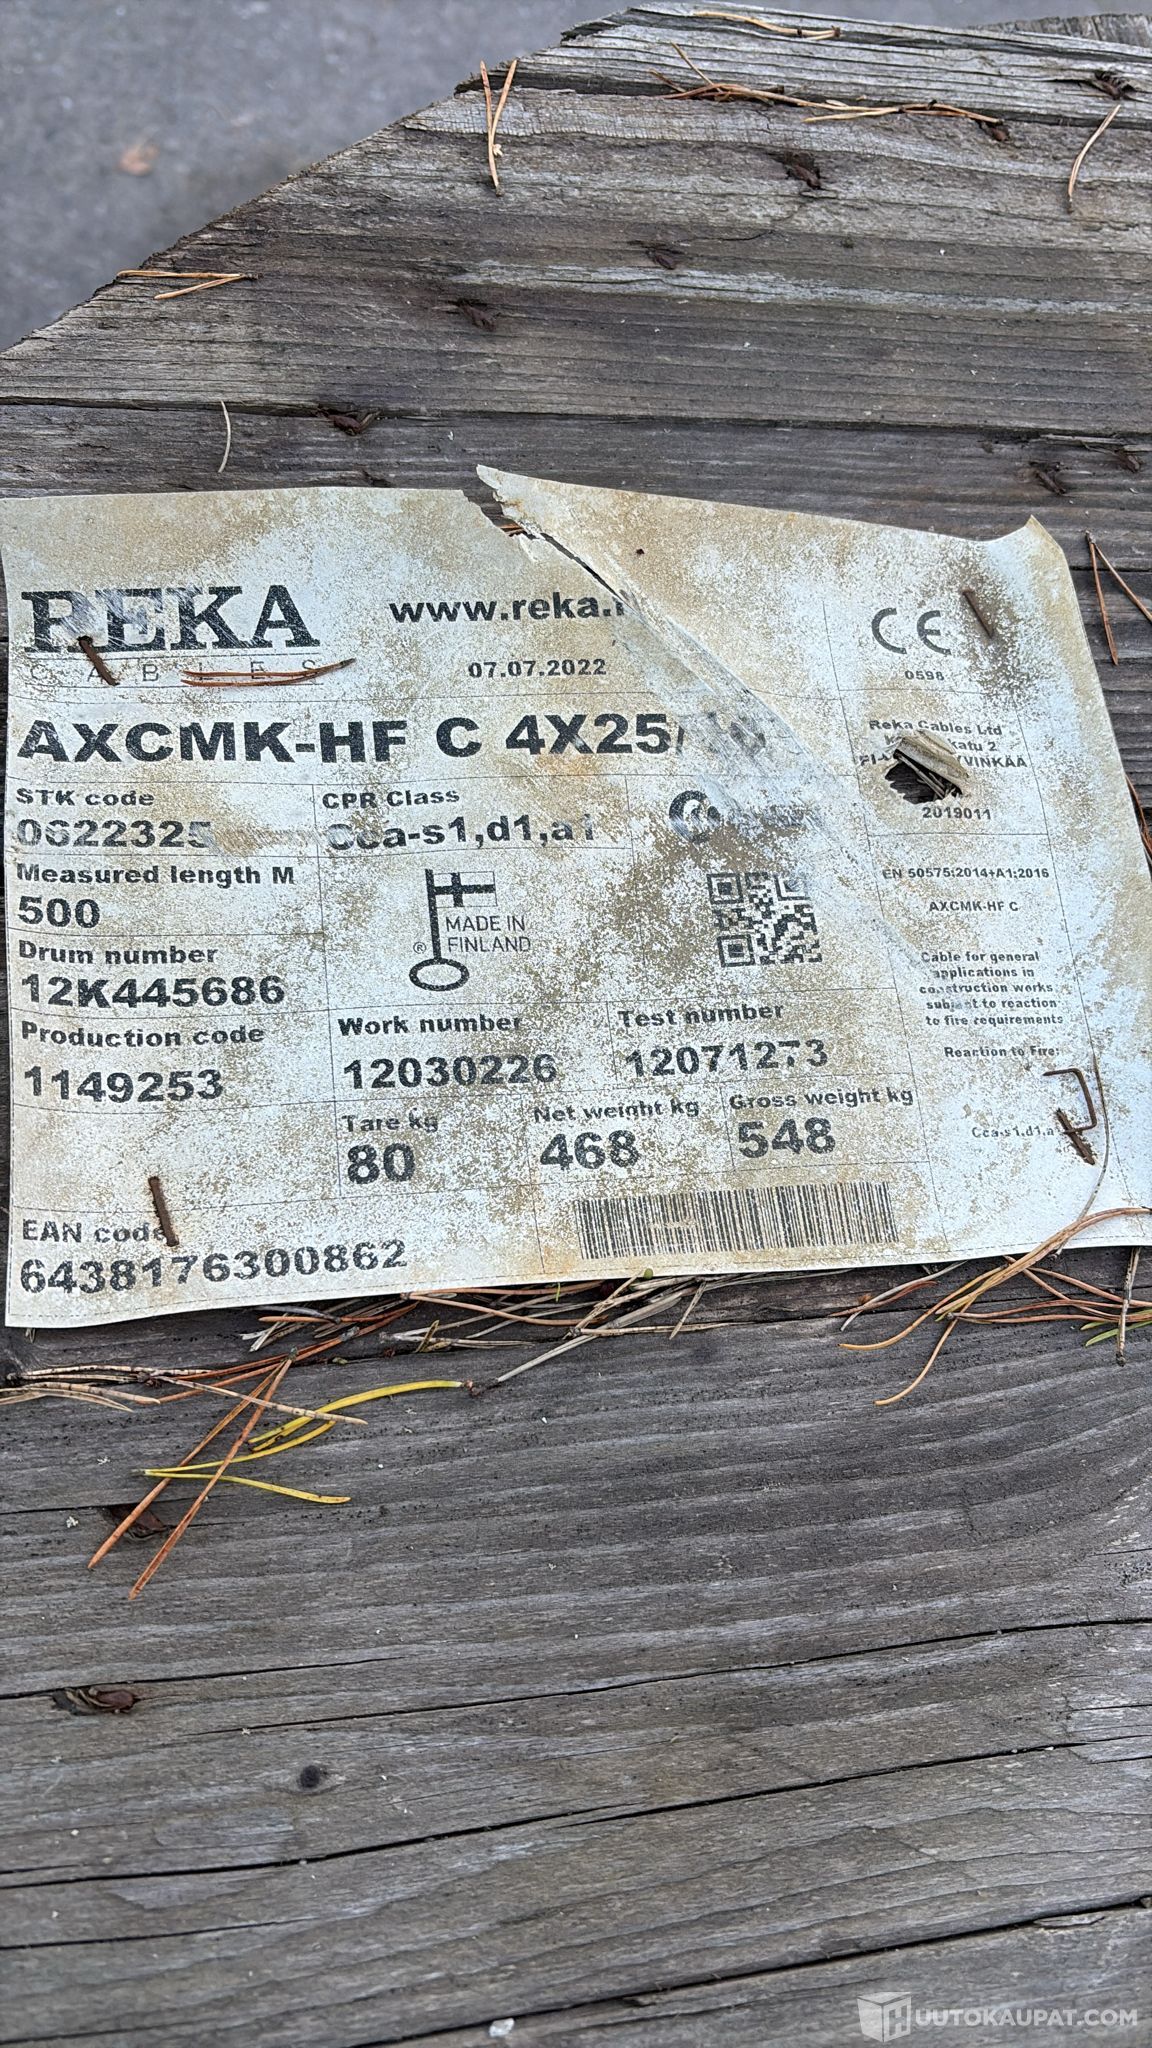 REKA
CABLES
www.reka.
07.07.2022
AXCMK-HF C 4X25/
STK code
0622325
CPR Class
Cca-s1,d1,a1
Measured length M
500
MADE IN
® FINLAND
Drum number
12K445686
Production code
1149253
Work number
12030226
Test number
12071273
Tare kg
80
Net weight kg
468
Gross weight kg
548
EAN code
6438176300862
CE
0598
Reka Cables Ltd
katu 2
VINKÄÄ
2019011
EN 50575:2014+A1:2016
AXCMK-HF C
Cable for general
applications in
construction works
subject to reaction
to fire requirements
Reaction to Fire:
Cca-s1,d1,a
HUUTOKAUPAT.COM